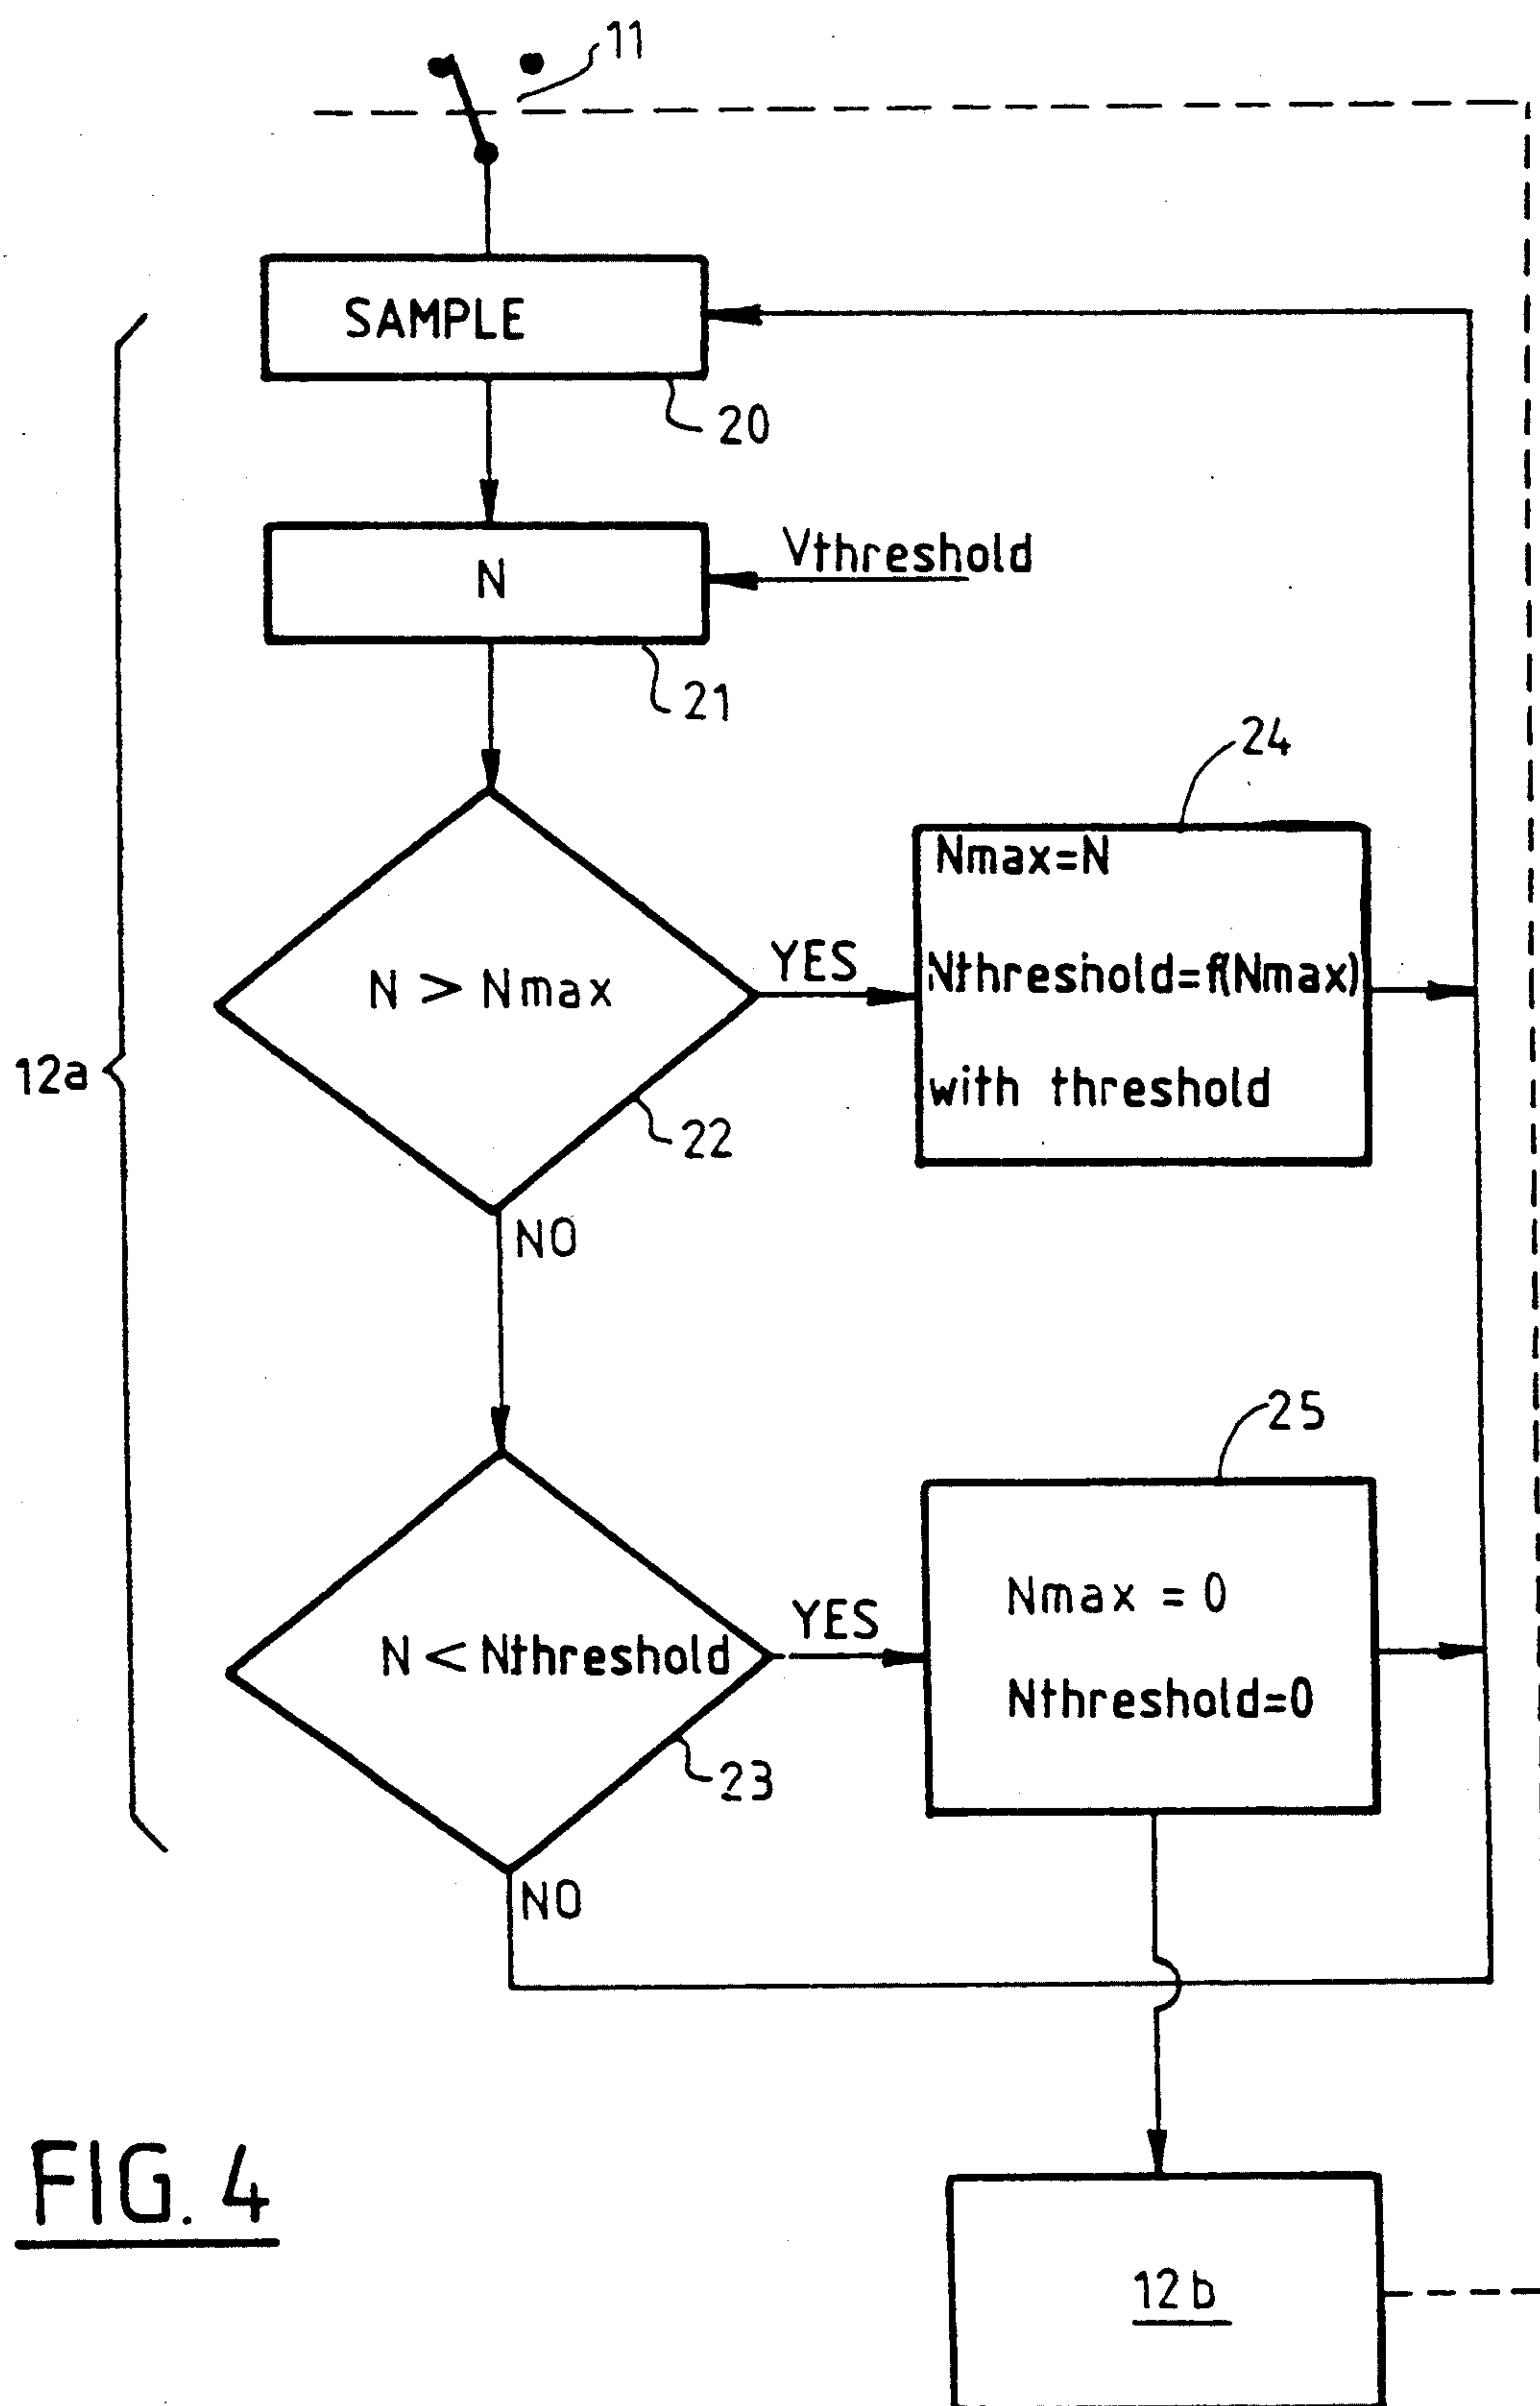 11
SAMPLE
20
Vthreshold
N
21
24
Nmax=N
Nthreshold=f(Nmax)
with threshold
YES
N > Nmax
12a
22
NO
25
Nmax = 0
Nthreshold=0
YES
N < Nthreshold
23
NO
FIG. 4
12b